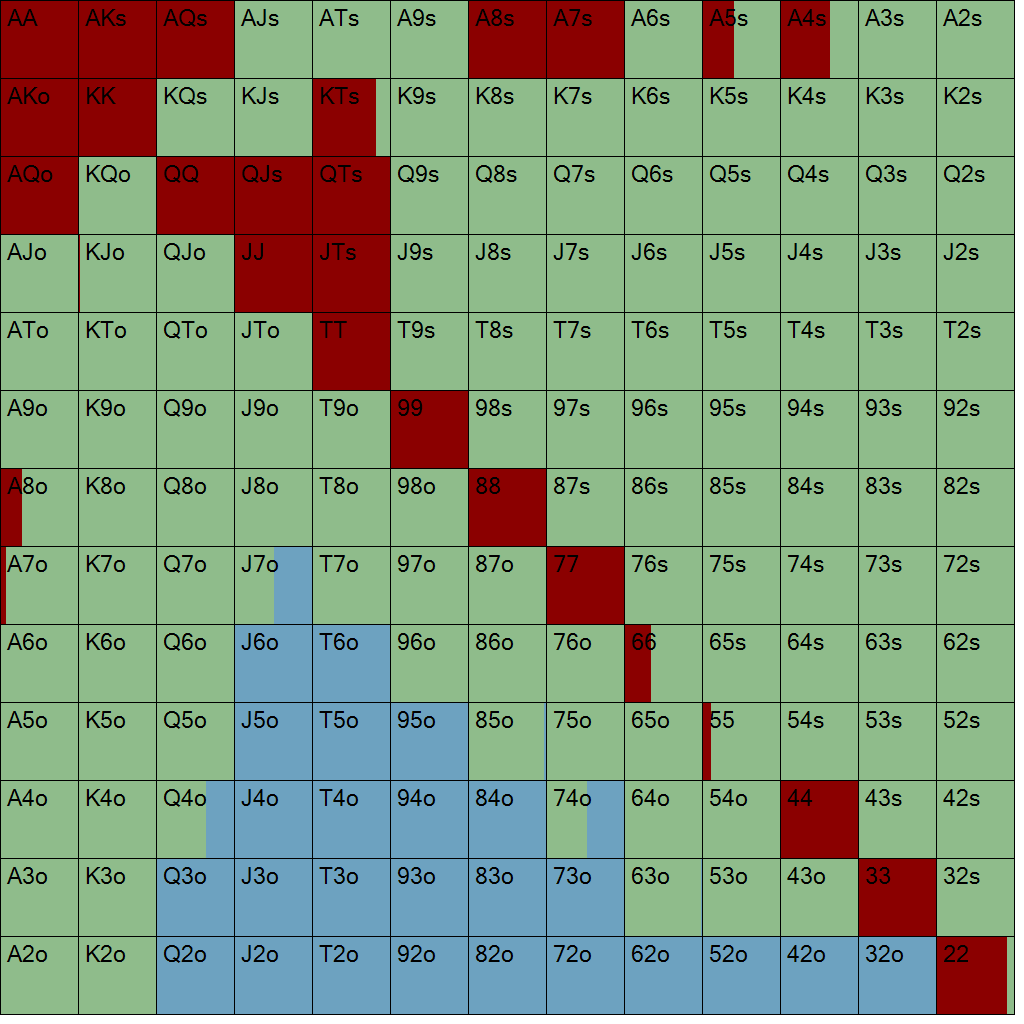 AA AKs AQs AJs ATs A9s A8s A7s A6s A5s A4s A3s A2s
AKo KK KQs KJs KTs K9s K8s K7s K6s K5s K4s K3s K2s
AQo KQo QQ QJs QTs Q9s Q8s Q7s Q6s Q5s Q4s Q3s Q2s
AJo KJo QJo JJ JTs J9s J8s J7s J6s J5s J4s J3s J2s
ATo KTo QTo JTo TT T9s T8s T7s T6s T5s T4s T3s T2s
A9o K9o Q9o J9o T9o 99 98s 97s 96s 95s 94s 93s 92s
A8o K8o Q8o J8o T8o 98o 88 87s 86s 85s 84s 83s 82s
A7o K7o Q7o J7o T7o 97o 87o 77 76s 75s 74s 73s 72s
A6o K6o Q6o J6o T6o 96o 86o 76o 66 65s 64s 63s 62s
A5o K5o Q5o J5o T5o 95o 85o 75o 65o 55 54s 53s 52s
A4o K4o Q4o J4o T4o 94o 84o 74o 64o 54o 44 43s 42s
A3o K3o Q3o J3o T3o 93o 83o 73o 63o 53o 43o 33 32s
A2o K2o Q2o J2o T2o 92o 82o 72o 62o 52o 42o 32o 22